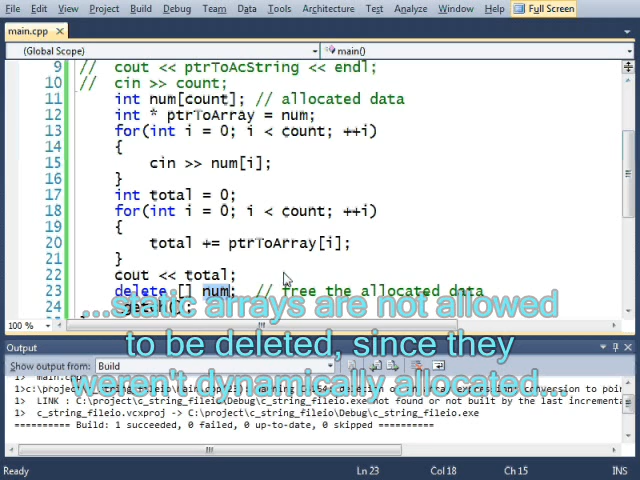 File Edit View Project Build Debug Team Data Tools Architecture Test Analyze Window Help Full Screen
main.cpp
(Global Scope) main()
9 // cout << ptrToAcString << endl;
10 // cin >> count;
11 int num[count]; // allocated data
12 int * ptrToArray = num;
13 for(int i = 0; i < count; ++i)
14 {
15 cin >> num[i];
16 }
17 int total = 0;
18 for(int i = 0; i < count; ++i)
19 {
20 total += ptrToArray[i];
21 }
22 cout << total;
23 delete [] num; // free the allocated data
24 getch();
...static arrays are not allowed
to be deleted, since they
weren't dynamically allocated...
100 %
Output
Show output from: Build
1> main.cpp
1> LINK : C:\project\c_string_fileio\Debug\c_string_fileio.exe not found or not built by the last incrementa
1> c_string_fileio.vcxproj -> C:\project\c_string_fileio\Debug\c_string_fileio.exe
========== Build: 1 succeeded, 0 failed, 0 up-to-date, 0 skipped ==========
Ready Ln 23 Col 18 Ch 15 INS